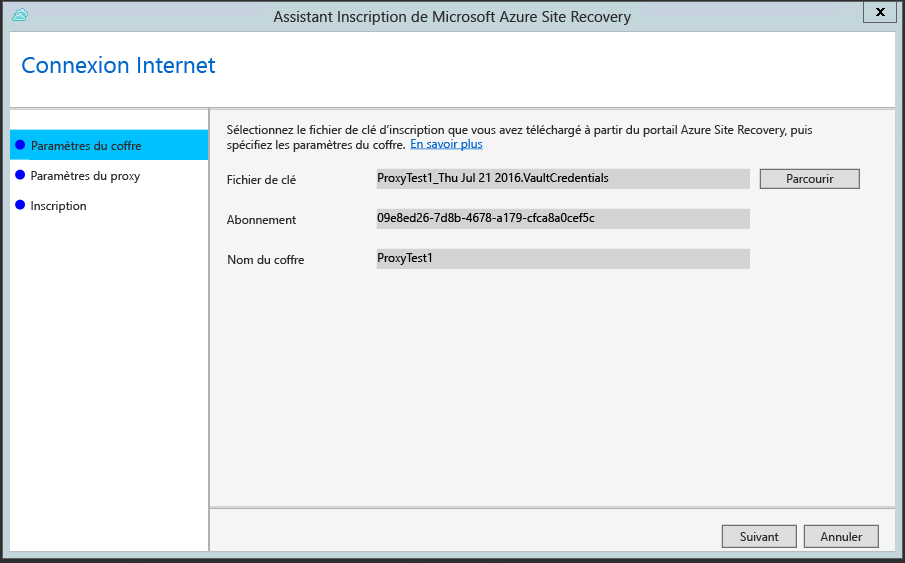 Assistant Inscription de Microsoft Azure Site Recovery
x
Connexion Internet
Paramètres du coffre
Paramètres du proxy
Inscription
Sélectionnez le fichier de clé d'inscription que vous avez téléchargé à partir du portail Azure Site Recovery, puis
spécifiez les paramètres du coffre. En savoir plus
Fichier de clé ProxyTest1_Thu Jul 21 2016.VaultCredentials Parcourir
Abonnement 09e8ed26-7d8b-4678-a179-cfca8a0cef5c
Nom du coffre ProxyTest1
Suivant Annuler